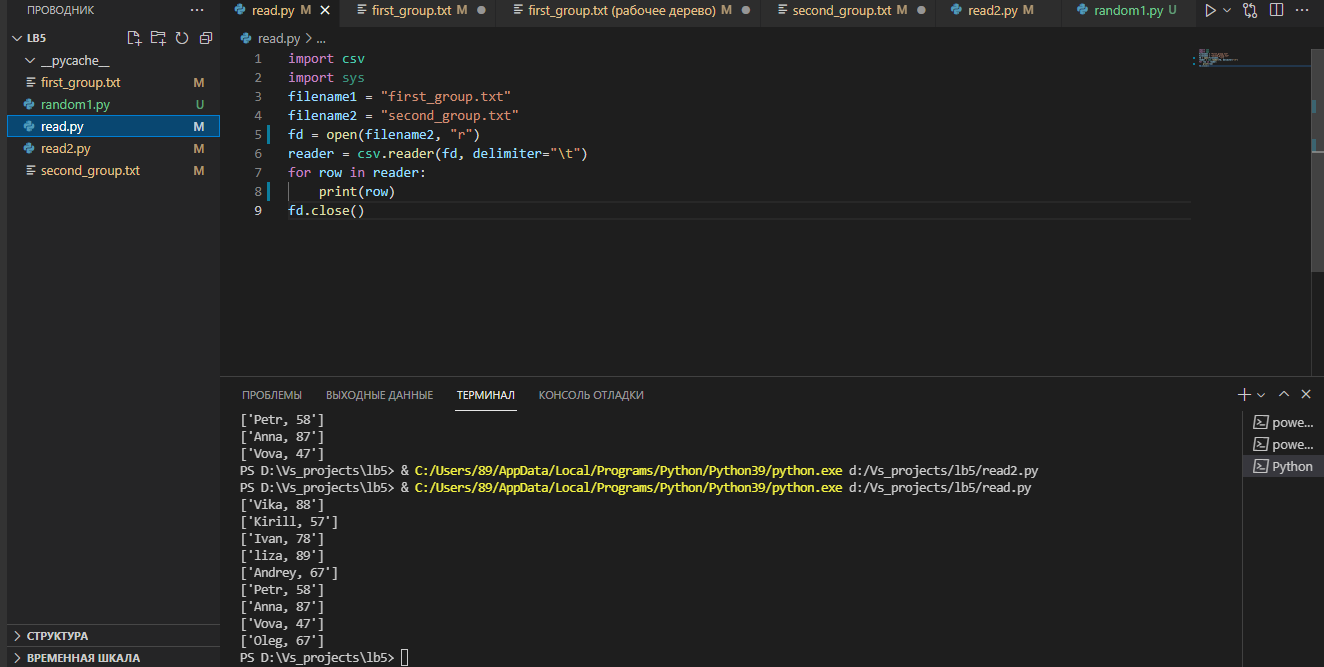 ПРОВОДНИК ···
LB5
__pycache__
first_group.txt M
random1.py U
read.py M
read2.py M
second_group.txt M
СТРУКТУРА
ВРЕМЕННАЯ ШКАЛА
read.py M first_group.txt M first_group.txt (рабочее дерево) M second_group.txt M read2.py M random1.py U
read.py > ...
1 import csv
2 import sys
3 filename1 = "first_group.txt"
4 filename2 = "second_group.txt"
5 fd = open(filename2, "r")
6 reader = csv.reader(fd, delimiter="\t")
7 for row in reader:
8     print(row)
9 fd.close()
ПРОБЛЕМЫ ВЫХОДНЫЕ ДАННЫЕ ТЕРМИНАЛ КОНСОЛЬ ОТЛАДКИ
['Petr, 58']
['Anna, 87']
['Vova, 47']
PS D:\Vs_projects\lb5> & C:/Users/89/AppData/Local/Programs/Python/Python39/python.exe d:/Vs_projects/lb5/read2.py
PS D:\Vs_projects\lb5> & C:/Users/89/AppData/Local/Programs/Python/Python39/python.exe d:/Vs_projects/lb5/read.py
['Vika, 88']
['Kirill, 57']
['Ivan, 78']
['liza, 89']
['Andrey, 67']
['Petr, 58']
['Anna, 87']
['Vova, 47']
['Oleg, 67']
PS D:\Vs_projects\lb5>
powe...
powe...
Python